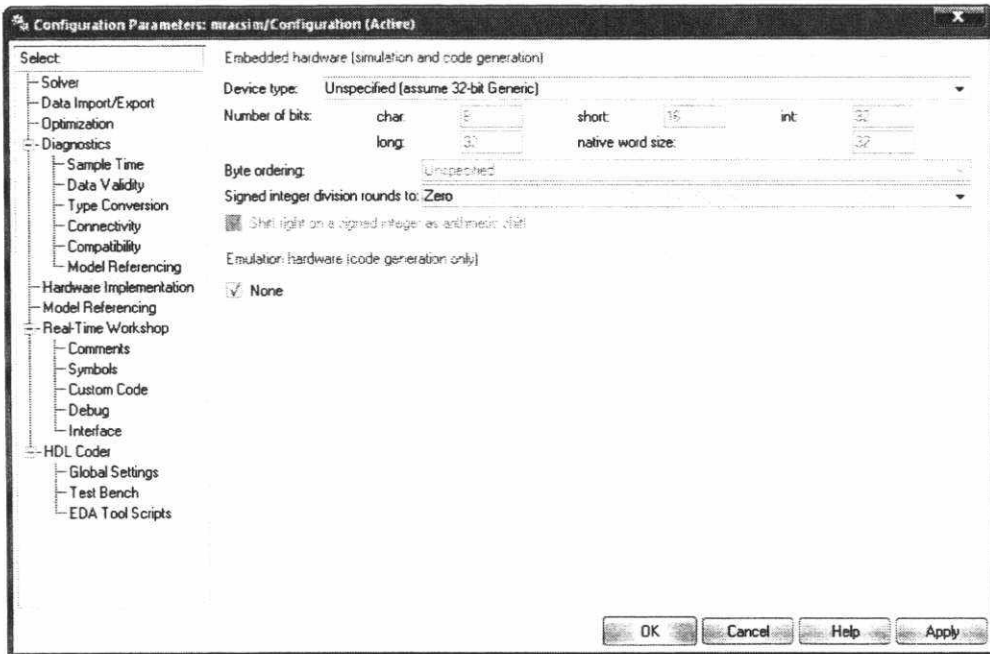 Configuration Parameters: mracsim/Configuration (Active)
Select:
Solver
Data Import/Export
Optimization
Diagnostics
Sample Time
Data Validity
Type Conversion
Connectivity
Compatibility
Model Referencing
Hardware Implementation
Model Referencing
Real-Time Workshop
Comments
Symbols
Custom Code
Debug
Interface
HDL Coder
Global Settings
Test Bench
EDA Tool Scripts
Embedded hardware (simulation and code generation)
Device type: Unspecified (assume 32-bit Generic)
Number of bits: char: 8 short: 16 int: 32
long: 32 native word size: 32
Byte ordering: Unspecified
Signed integer division rounds to: Zero
Shift right on a signed integer as arithmetic shift
Emulation hardware (code generation only)
None
OK Cancel Help Apply